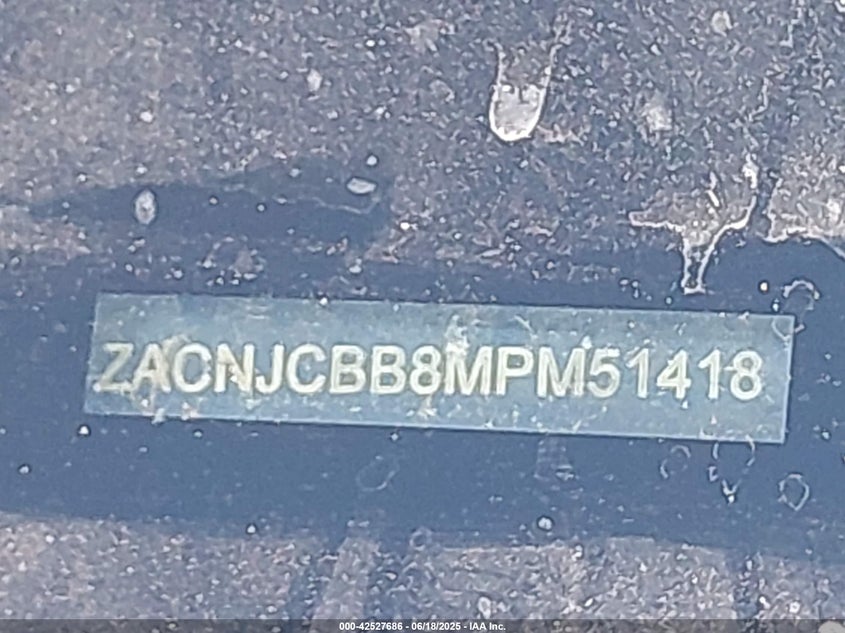 ZACNJCBB8MPM51418
000-42527686 - 06/18/2025 - IAA Inc.